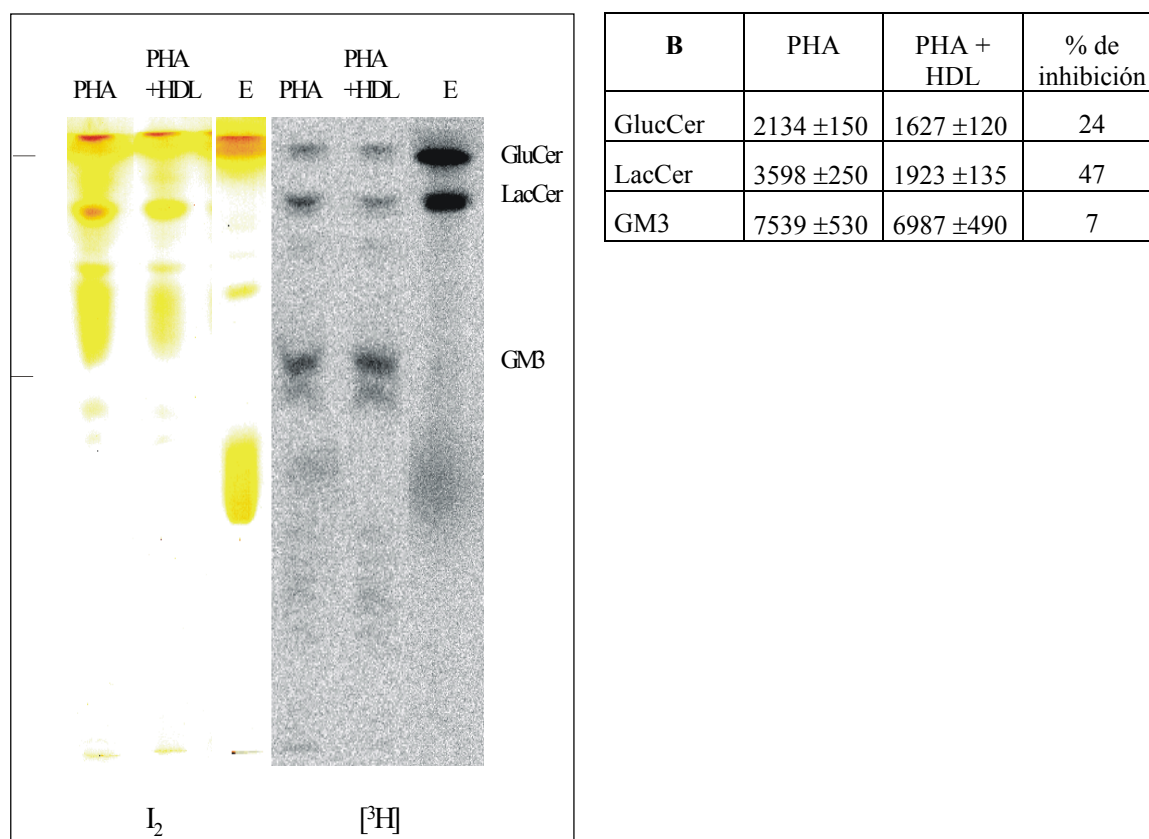 PHA
PHA
PHA +HDL E PHA +HDL E
GluCer
LacCer
GM3
I₂ [³H]
B PHA PHA + HDL % de inhibición
GlucCer 2134 ±150 1627 ±120 24
LacCer 3598 ±250 1923 ±135 47
GM3 7539 ±530 6987 ±490 7